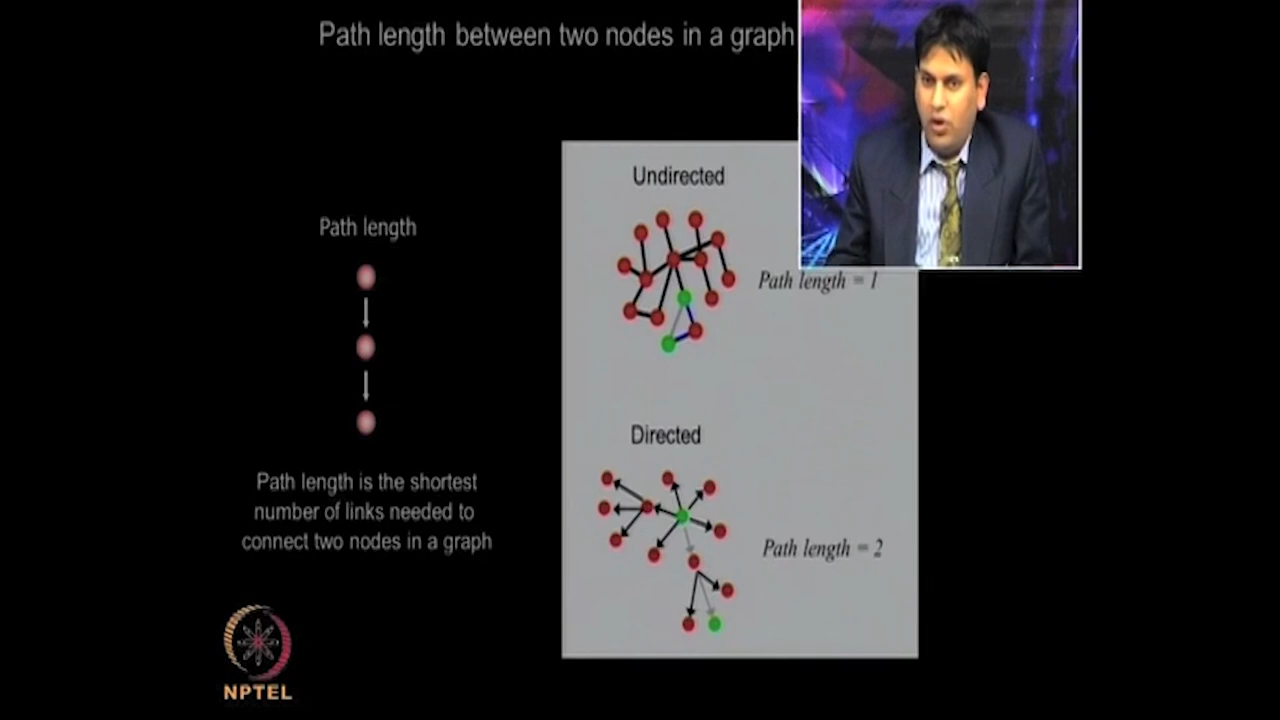 Path length between two nodes in a graph
Undirected
Path length
Path length = 1
Directed
Path length is the shortest
number of links needed to
connect two nodes in a graph
Path length = 2
NPTEL